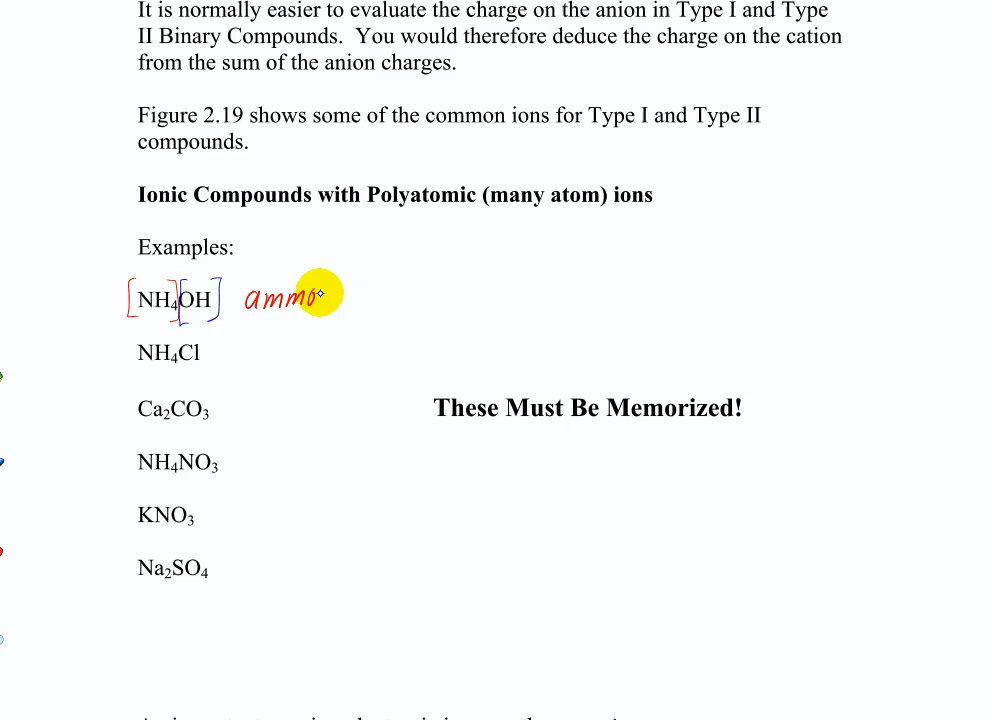 It is normally easier to evaluate the charge on the anion in Type I and Type
II Binary Compounds.  You would therefore deduce the charge on the cation
from the sum of the anion charges.
Figure 2.19 shows some of the common ions for Type I and Type II
compounds.
Ionic Compounds with Polyatomic (many atom) ions
Examples:
[NH₄][OH] ammo
NH₄Cl
Ca₂CO₃ These Must Be Memorized!
NH₄NO₃
KNO₃
Na₂SO₄